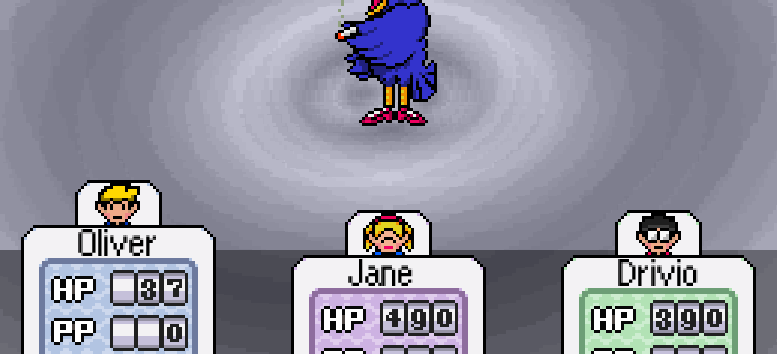 Oliver
HP 37
PP 0
Jane
HP 490
Drivio
HP 390